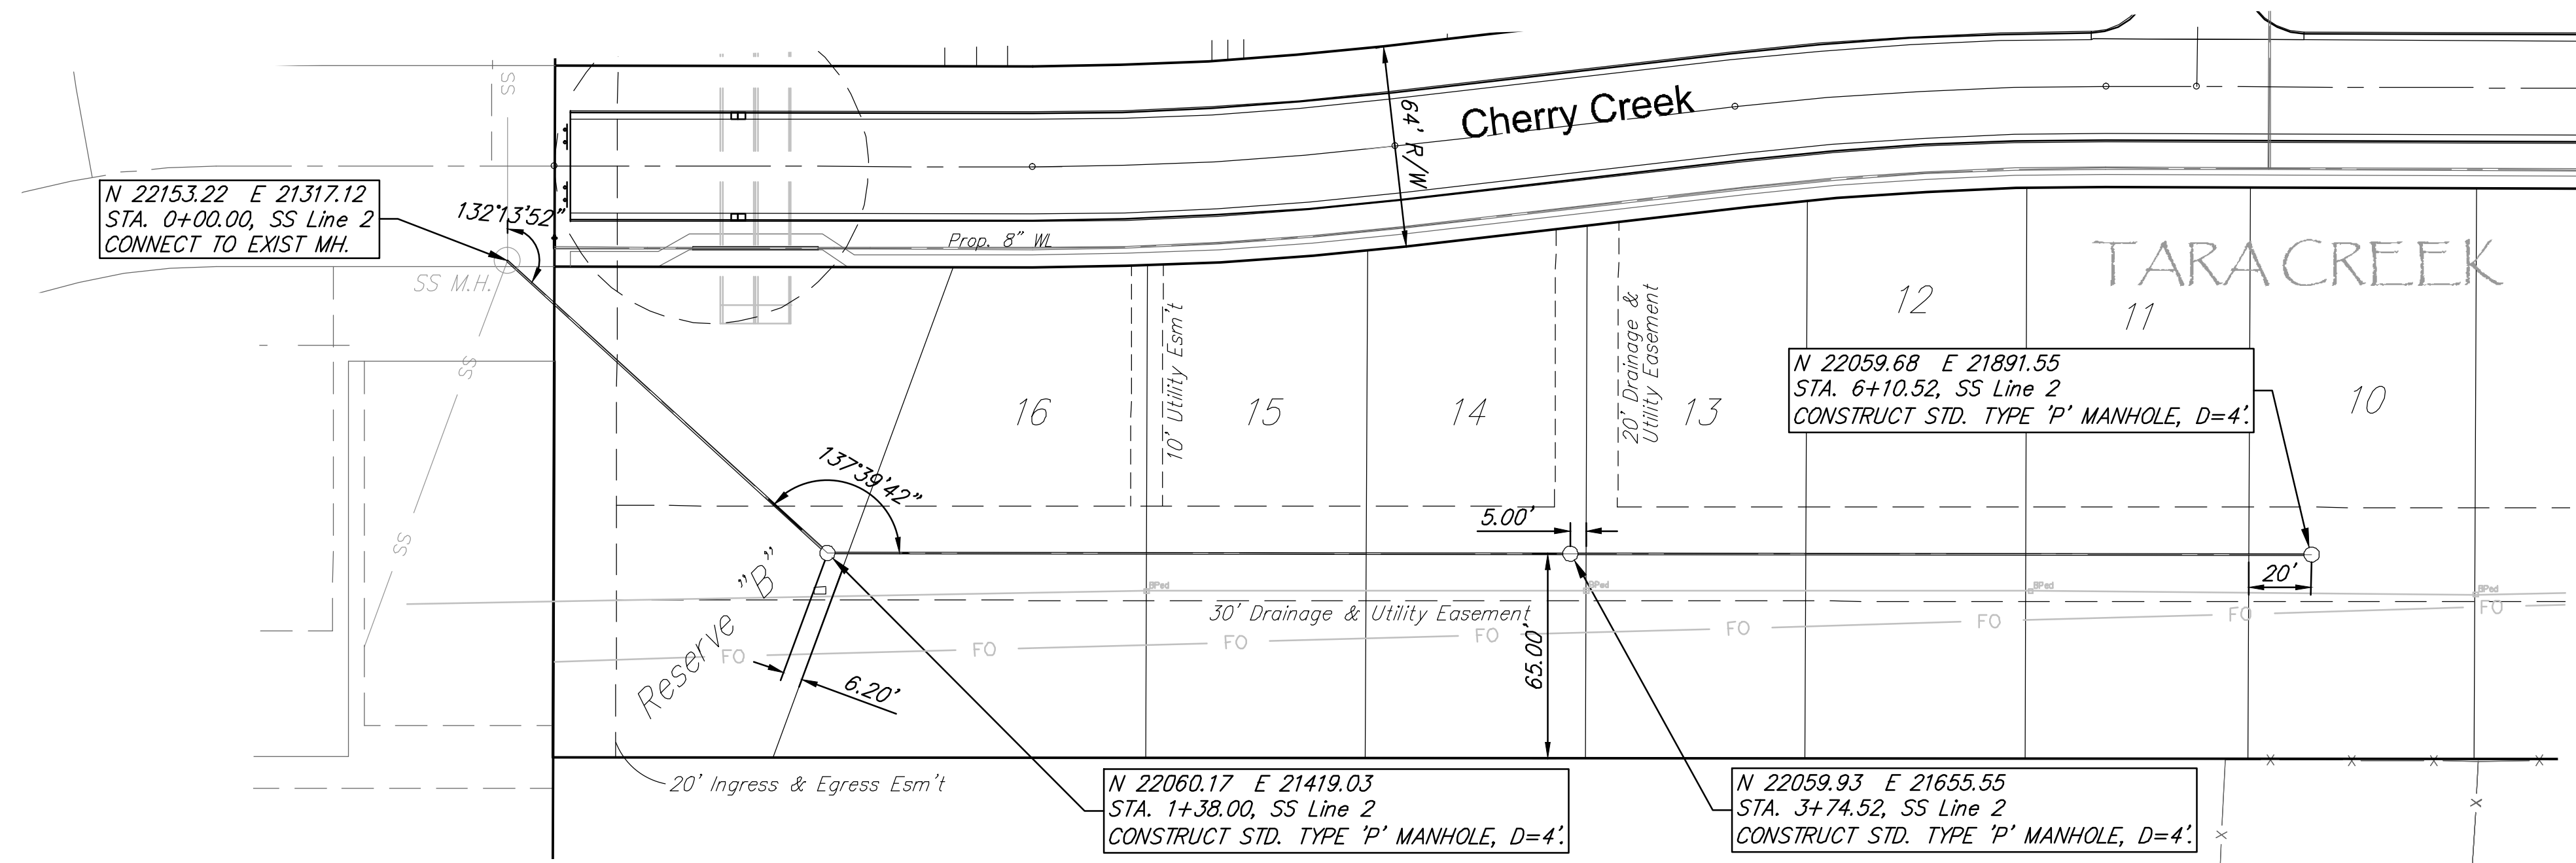 SS
Cherry Creek
64' R/W
N 22153.22 E 21317.12
STA. 0+00.00, SS Line 2
CONNECT TO EXIST MH.
132°13'52"
Prop. 8" WL
SS M.H.
TARA CREEK
SS
SS
16
10' Utility Esm't
15
14
20' Drainage &
Utility Easement
13
12
11
10
N 22059.68 E 21891.55
STA. 6+10.52, SS Line 2
CONSTRUCT STD. TYPE 'P' MANHOLE, D=4'.
137°39'42"
5.00'
20'
BPed
BPed
BPed
BPed
Reserve "B"
30' Drainage & Utility Easement
FO
FO
FO
FO
FO
FO
FO
FO
65.00'
6.20'
20' Ingress & Egress Esm't
N 22060.17 E 21419.03
STA. 1+38.00, SS Line 2
CONSTRUCT STD. TYPE 'P' MANHOLE, D=4'.
N 22059.93 E 21655.55
STA. 3+74.52, SS Line 2
CONSTRUCT STD. TYPE 'P' MANHOLE, D=4'.
X
X
X
X
X
X